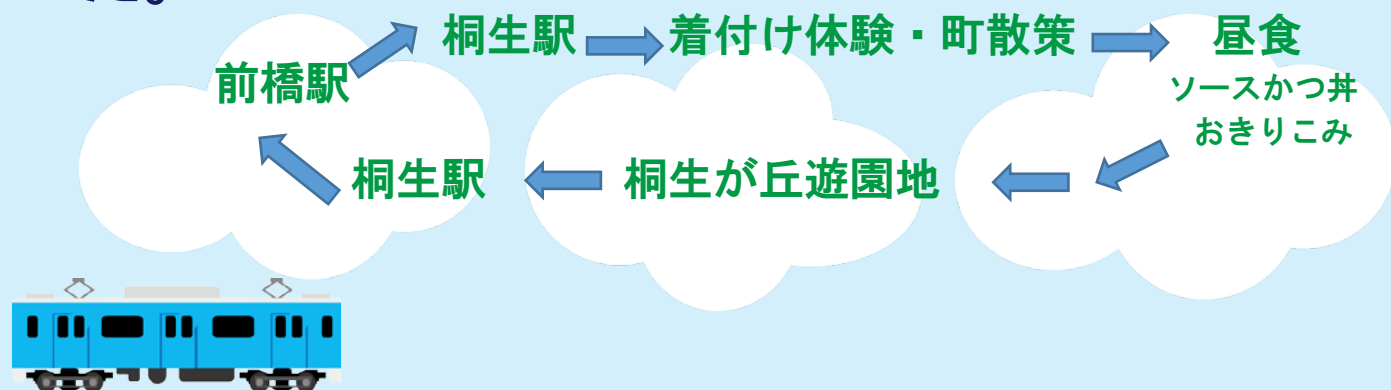 桐生駅 着付け体験・町散策 昼食
前橋駅
ソースかつ丼
おきりこみ
桐生が丘遊園地
桐生駅